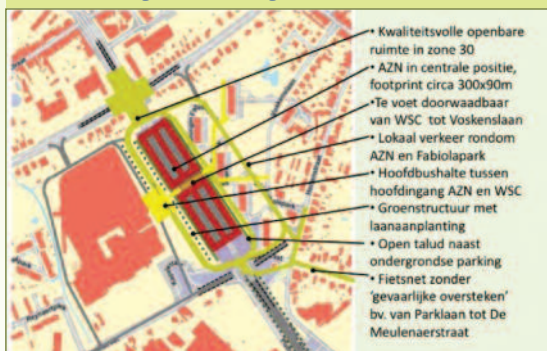 • Kwaliteitsvolle openbare
ruimte in zone 30
• AZN in centrale positie,
footprint circa 300x90m
•Te voet doorwaadbaar
van WSC tot Voskenslaan
• Lokaal verkeer rondom
AZN en Fabiolapark
• Hoofdbushalte tussen
hoofdingang AZN en WSC
• Groenstructuur met
laanaanplanting
• Open talud naast
ondergrondse parking
• Fietsnet zonder
‘gevaarlijke oversteken’
bv. van Parklaan tot De
Meulenaerstraat